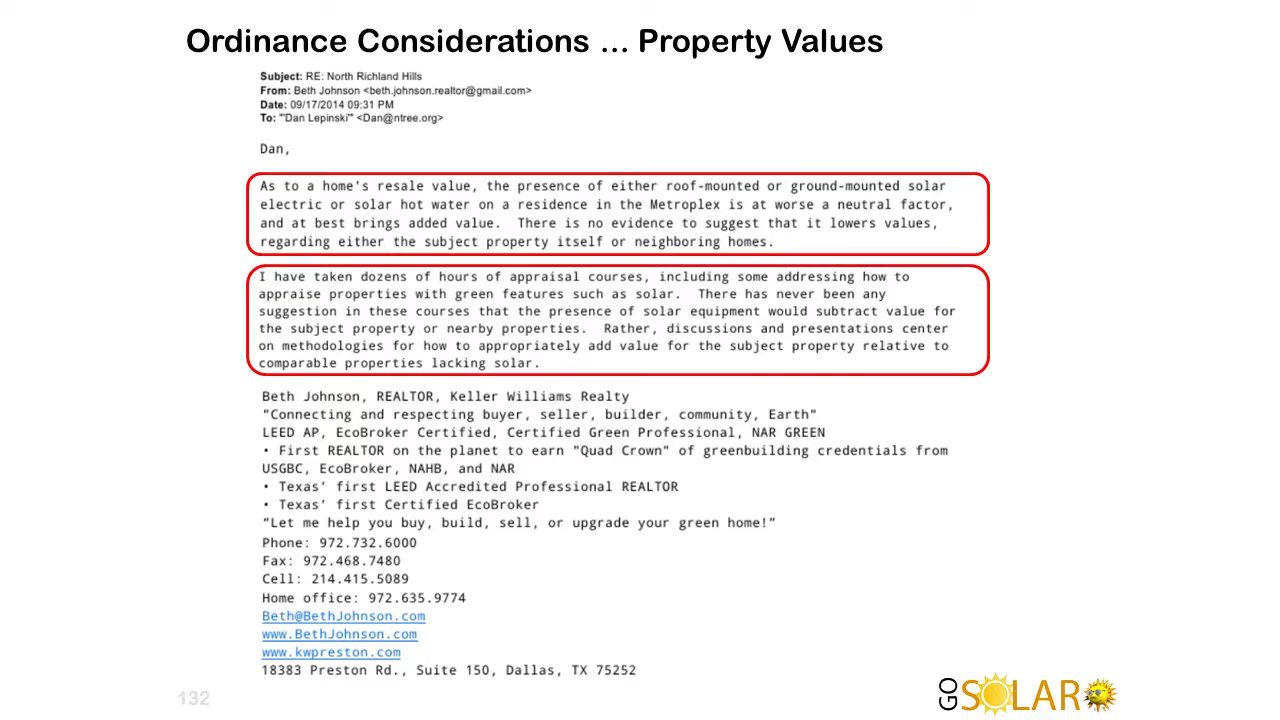 Ordinance Considerations ... Property Values
Subject: RE: North Richland Hills
From: Beth Johnson <beth.johnson.realtor@gmail.com>
Date: 09/17/2014 09:31 PM
To: "'Dan Lepinski'" <Dan@ntree.org>
Dan,
As to a home's resale value, the presence of either roof-mounted or ground-mounted solar
electric or solar hot water on a residence in the Metroplex is at worse a neutral factor,
and at best brings added value. There is no evidence to suggest that it lowers values,
regarding either the subject property itself or neighboring homes.
I have taken dozens of hours of appraisal courses, including some addressing how to
appraise properties with green features such as solar. There has never been any
suggestion in these courses that the presence of solar equipment would subtract value for
the subject property or nearby properties. Rather, discussions and presentations center
on methodologies for how to appropriately add value for the subject property relative to
comparable properties lacking solar.
Beth Johnson, REALTOR, Keller Williams Realty
"Connecting and respecting buyer, seller, builder, community, Earth"
LEED AP, EcoBroker Certified, Certified Green Professional, NAR GREEN
• First REALTOR on the planet to earn "Quad Crown" of greenbuilding credentials from
USGBC, EcoBroker, NAHB, and NAR
• Texas’ first LEED Accredited Professional REALTOR
• Texas’ first Certified EcoBroker
“Let me help you buy, build, sell, or upgrade your green home!”
Phone: 972.732.6000
Fax: 972.468.7480
Cell: 214.415.5089
Home office: 972.635.9774
Beth@BethJohnson.com
www.BethJohnson.com
www.kwpreston.com
18383 Preston Rd., Suite 150, Dallas, TX 75252
132
GO SOLAR